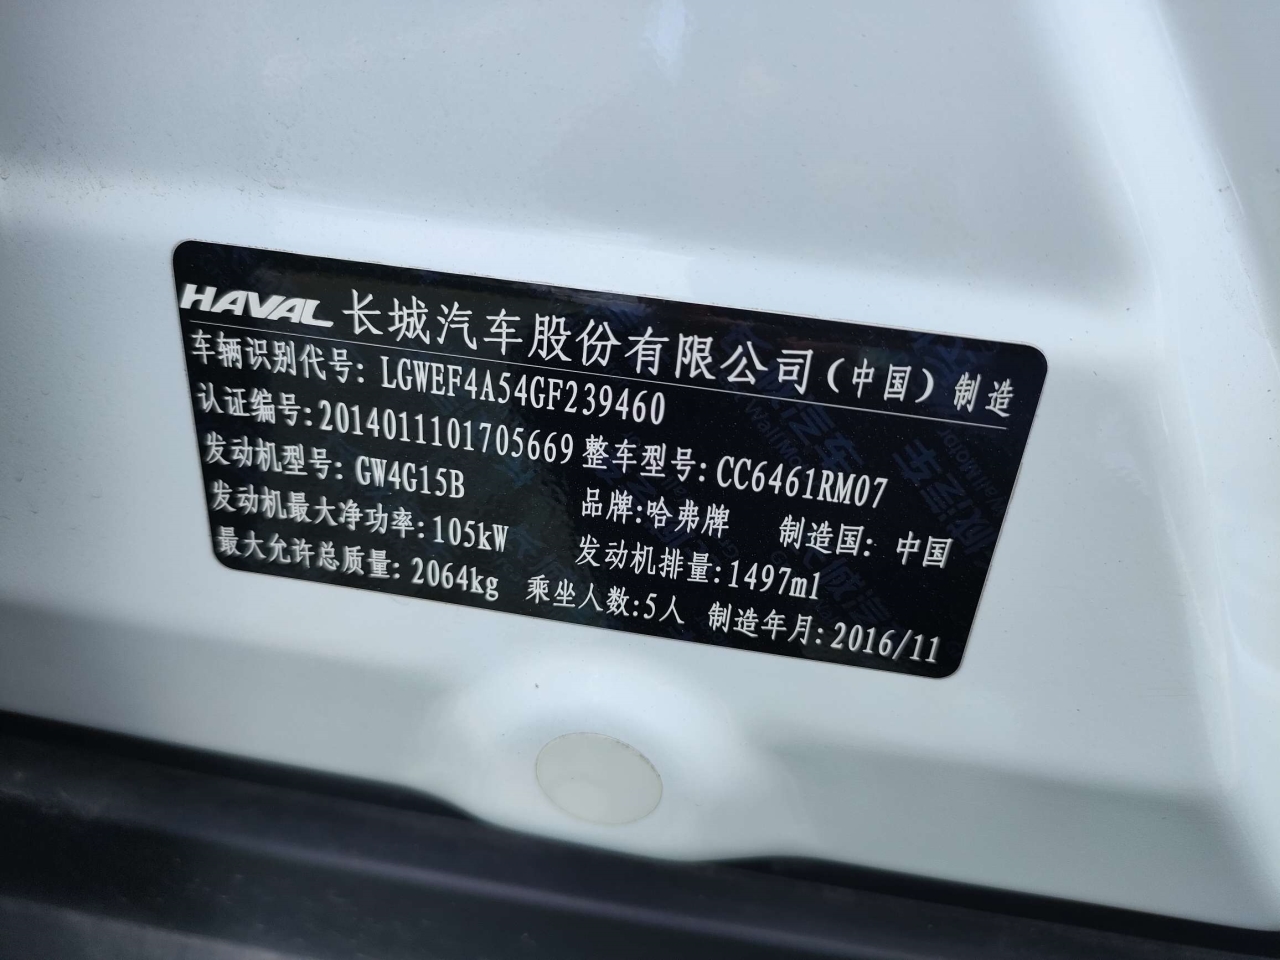 HAVAL 长城汽车股份有限公司(中国)制造
车辆识别代号: LGWEF4A54GF239460
认证编号: 2014011101705669 整车型号: CC6461RM07
发动机型号: GW4G15B 品牌:哈弗牌 制造国: 中国
发动机最大净功率: 105kW 发动机排量: 1497ml
最大允许总质量: 2064kg 乘坐人数:5人 制造年月: 2016/11